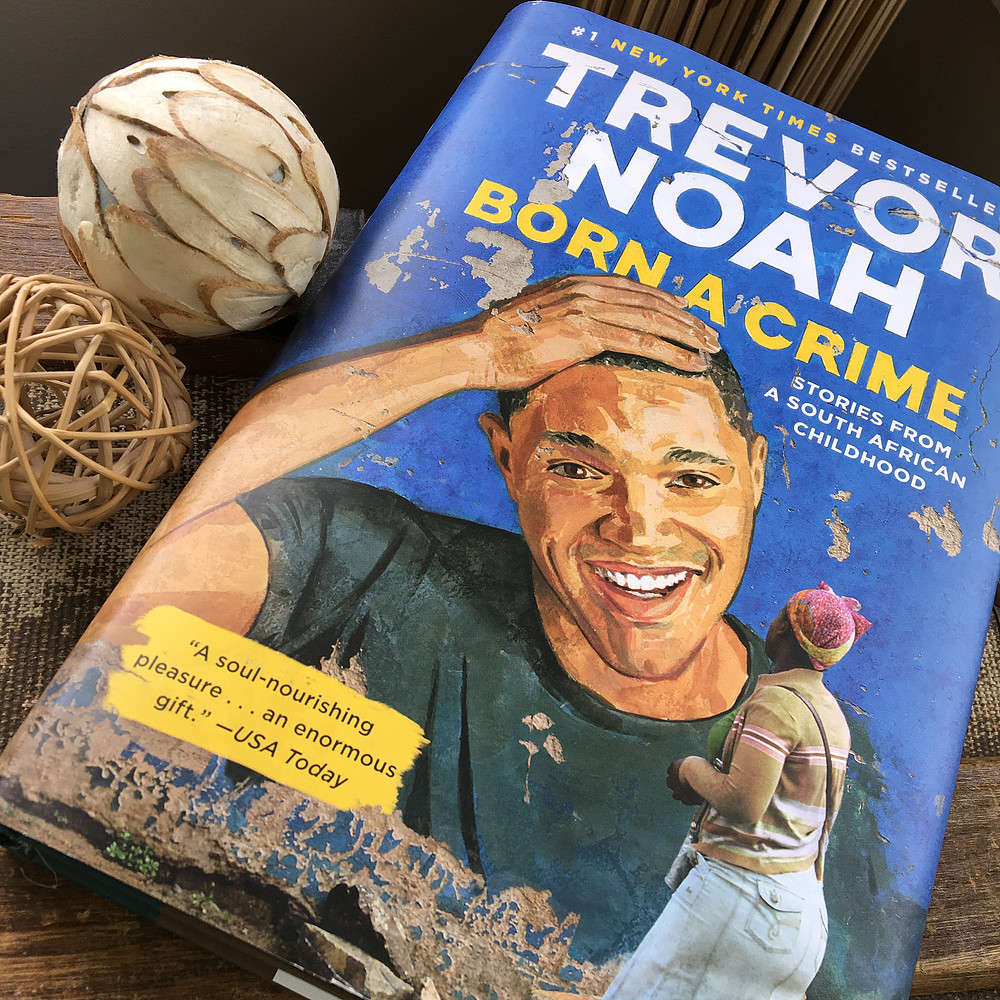 #1 NEW YORK TIMES BESTSELLE
TREVOR
NOAH
BORN A CRIME
STORIES FROM
A SOUTH AFRICAN
CHILDHOOD
“A soul-nourishing
pleasure . . . an enormous
gift.” —USA Today